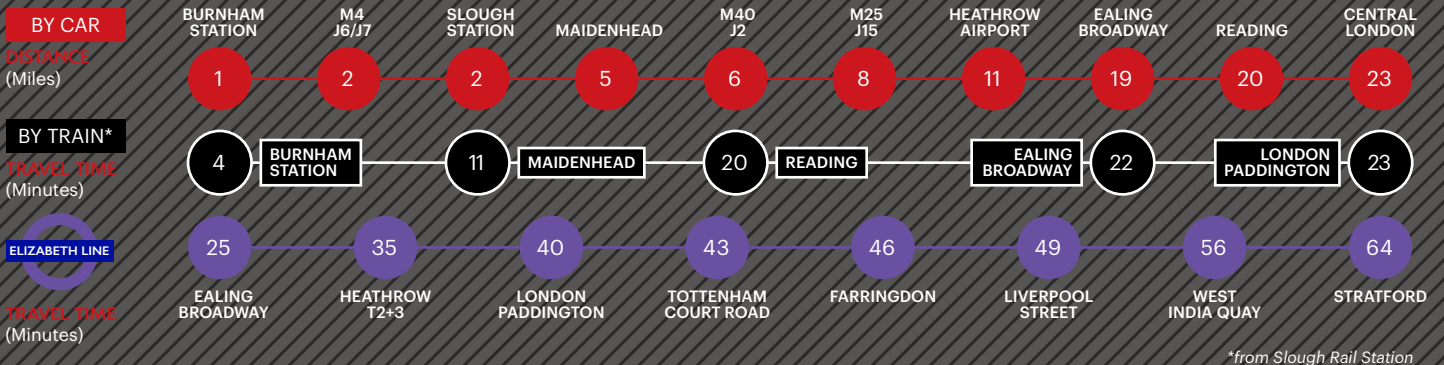 BY CAR
DISTANCE
(Miles)
BURNHAM
STATION
1
M4
J6/J7
2
SLOUGH
STATION
2
MAIDENHEAD
5
M40
J2
6
M25
J15
8
HEATHROW
AIRPORT
11
EALING
BROADWAY
19
READING
20
CENTRAL
LONDON
23
BY TRAIN*
TRAVEL TIME
(Minutes)
4
BURNHAM
STATION
11
MAIDENHEAD
20
READING
EALING
BROADWAY
22
LONDON
PADDINGTON
23
ELIZABETH LINE
TRAVEL TIME
(Minutes)
25
EALING
BROADWAY
35
HEATHROW
T2+3
40
LONDON
PADDINGTON
43
TOTTENHAM
COURT ROAD
46
FARRINGDON
49
LIVERPOOL
STREET
56
WEST
INDIA QUAY
64
STRATFORD
*from Slough Rail Station